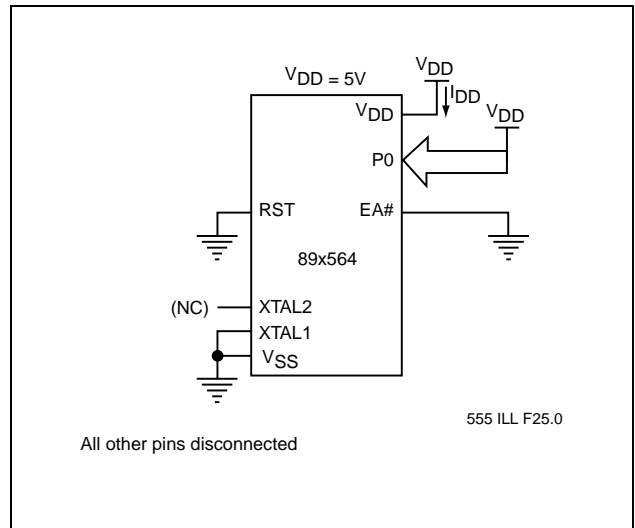 VDD = 5V
VDD
IDD
VDD
VDD
P0
RST
EA#
89x564
(NC)
XTAL2
XTAL1
VSS
555 ILL F25.0
All other pins disconnected